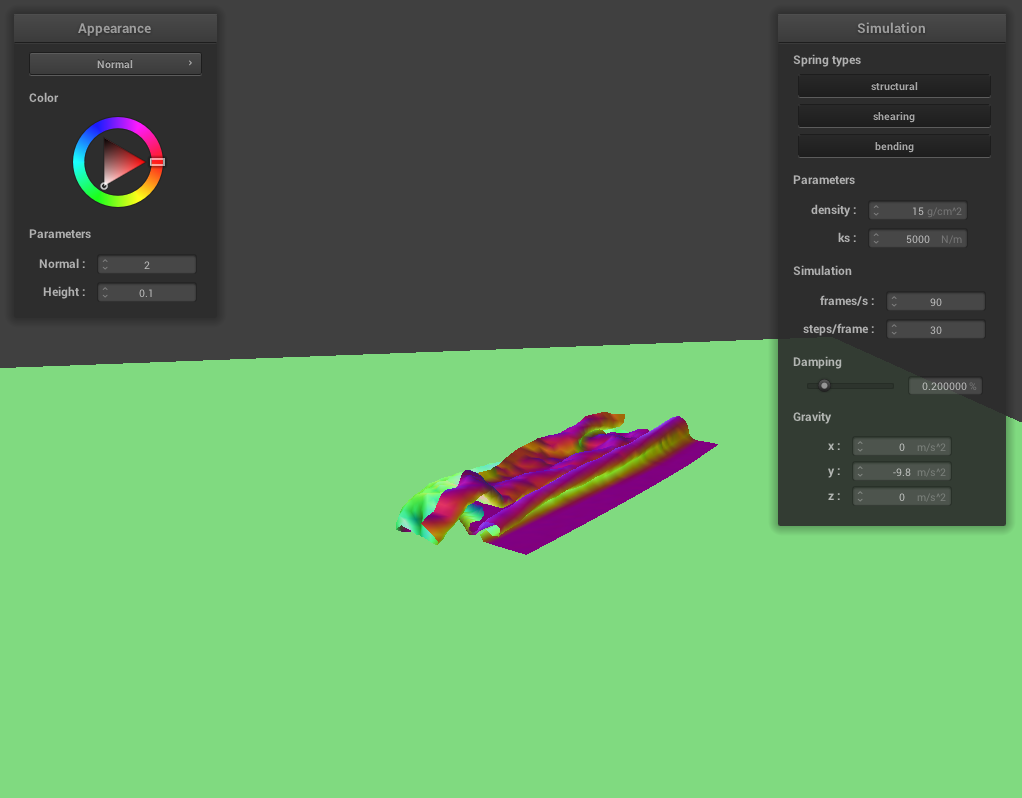 Appearance
Normal
Color
Parameters
Normal : 2
Height : 0.1
Simulation
Spring types
structural
shearing
bending
Parameters
density : 15 g/cm^2
ks : 5000 N/m
Simulation
frames/s : 90
steps/frame : 30
Damping
0.200000 %
Gravity
x : 0 m/s^2
y : -9.8 m/s^2
z : 0 m/s^2